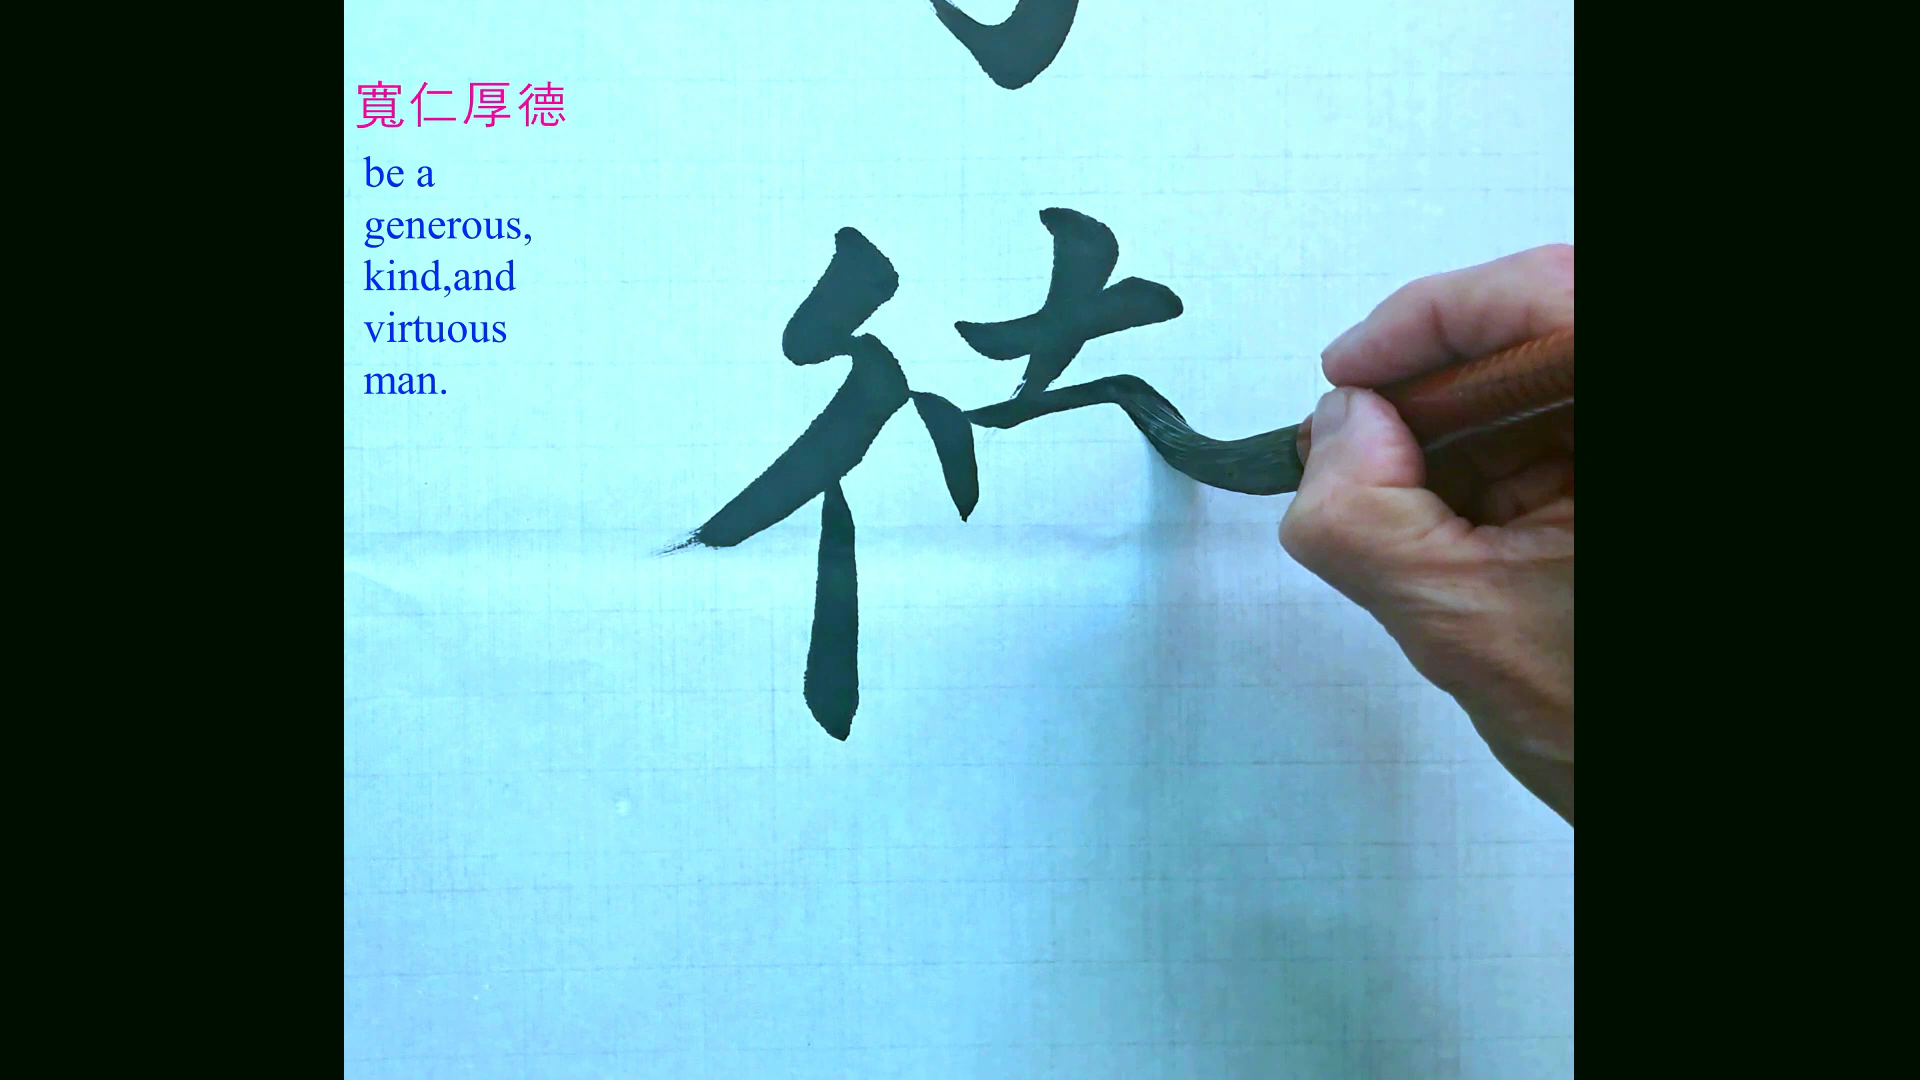 寬仁厚德
be a
generous,
kind,and
virtuous
man.